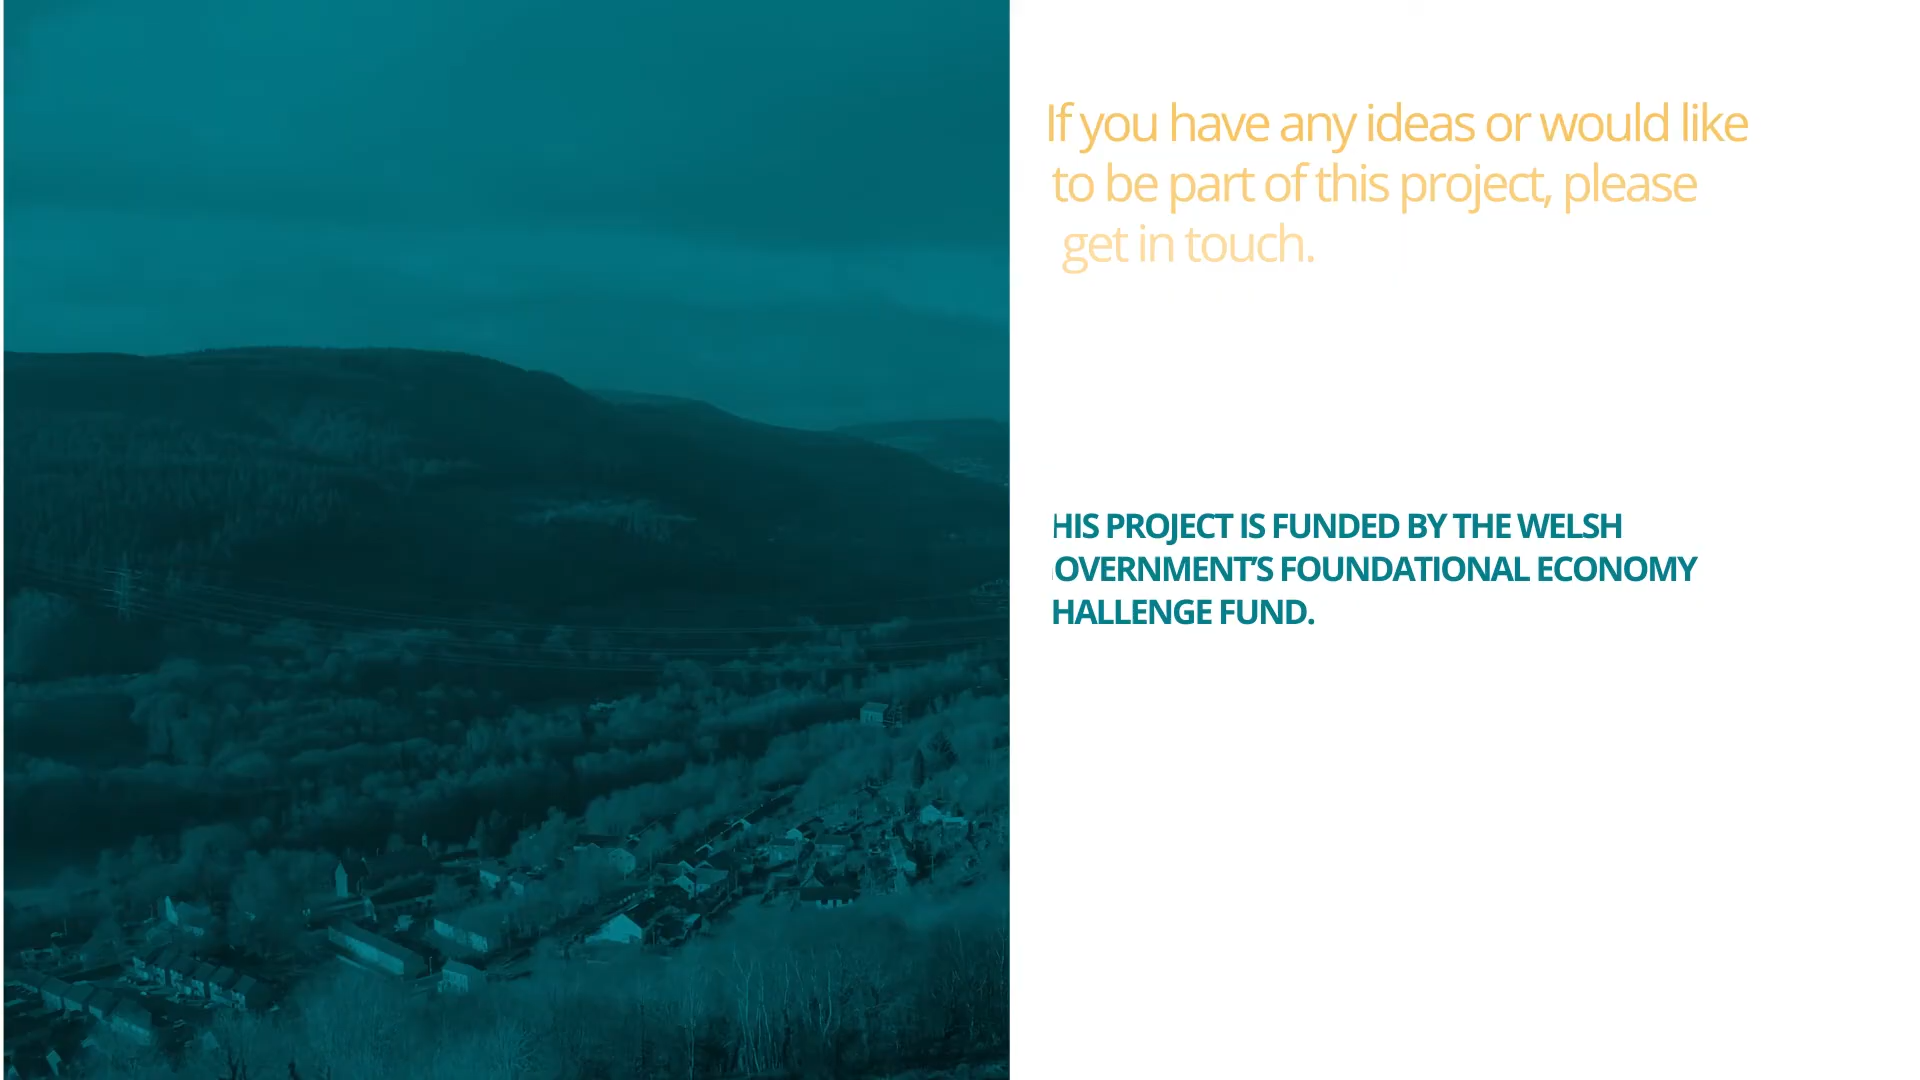 If you have any ideas or would like
to be part of this project, please
get in touch.
HIS PROJECT IS FUNDED BY THE WELSH
OVERNMENT'S FOUNDATIONAL ECONOMY
HALLENGE FUND.